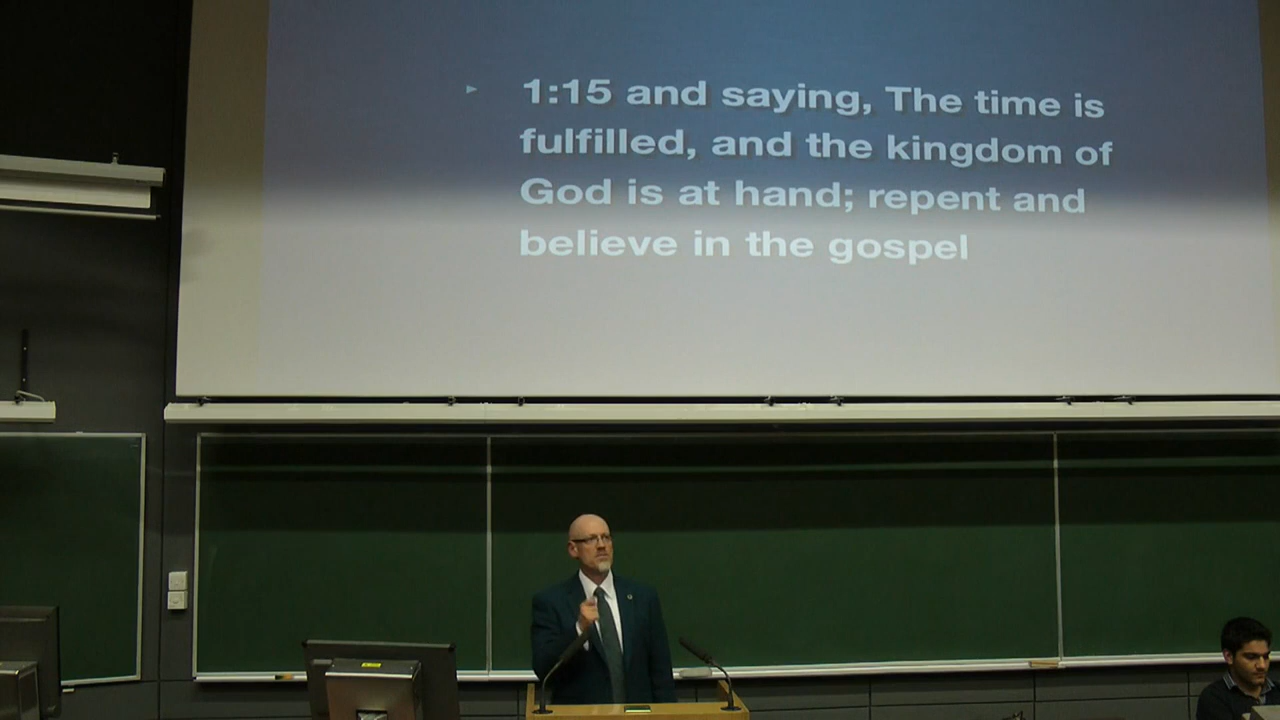 1:15 and saying, The time is
fulfilled, and the kingdom of
God is at hand; repent and
believe in the gospel